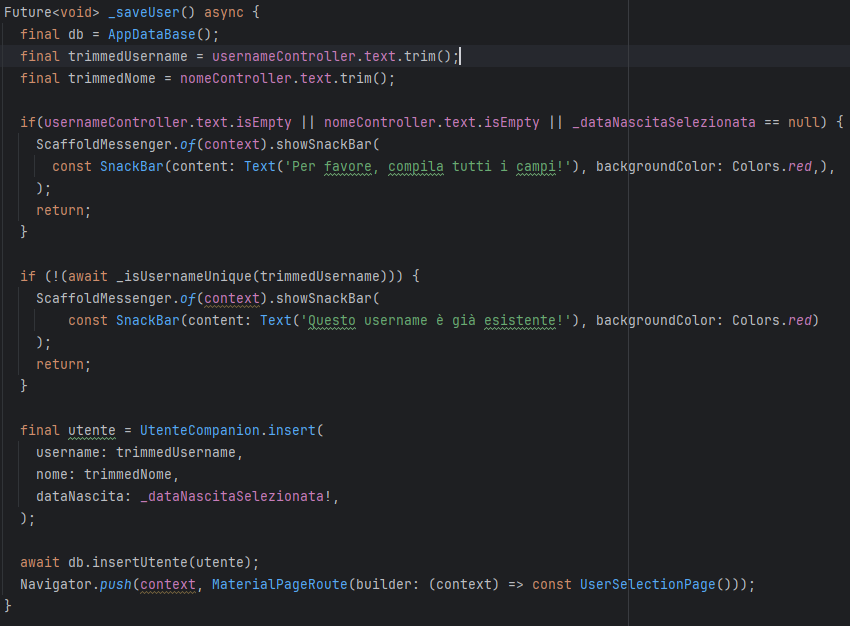 Future<void> _saveUser() async {
  final db = AppDataBase();
  final trimmedUsername = usernameController.text.trim();
  final trimmedNome = nomeController.text.trim();

  if(usernameController.text.isEmpty || nomeController.text.isEmpty || _dataNascitaSelezionata == null) {
    ScaffoldMessenger.of(context).showSnackBar(
      const SnackBar(content: Text('Per favore, compila tutti i campi!'), backgroundColor: Colors.red,),
    );
    return;
  }

  if (!(await _isUsernameUnique(trimmedUsername))) {
    ScaffoldMessenger.of(context).showSnackBar(
        const SnackBar(content: Text('Questo username è già esistente!'), backgroundColor: Colors.red)
    );
    return;
  }

  final utente = UtenteCompanion.insert(
    username: trimmedUsername,
    nome: trimmedNome,
    dataNascita: _dataNascitaSelezionata!,
  );

  await db.insertUtente(utente);
  Navigator.push(context, MaterialPageRoute(builder: (context) => const UserSelectionPage()));
}